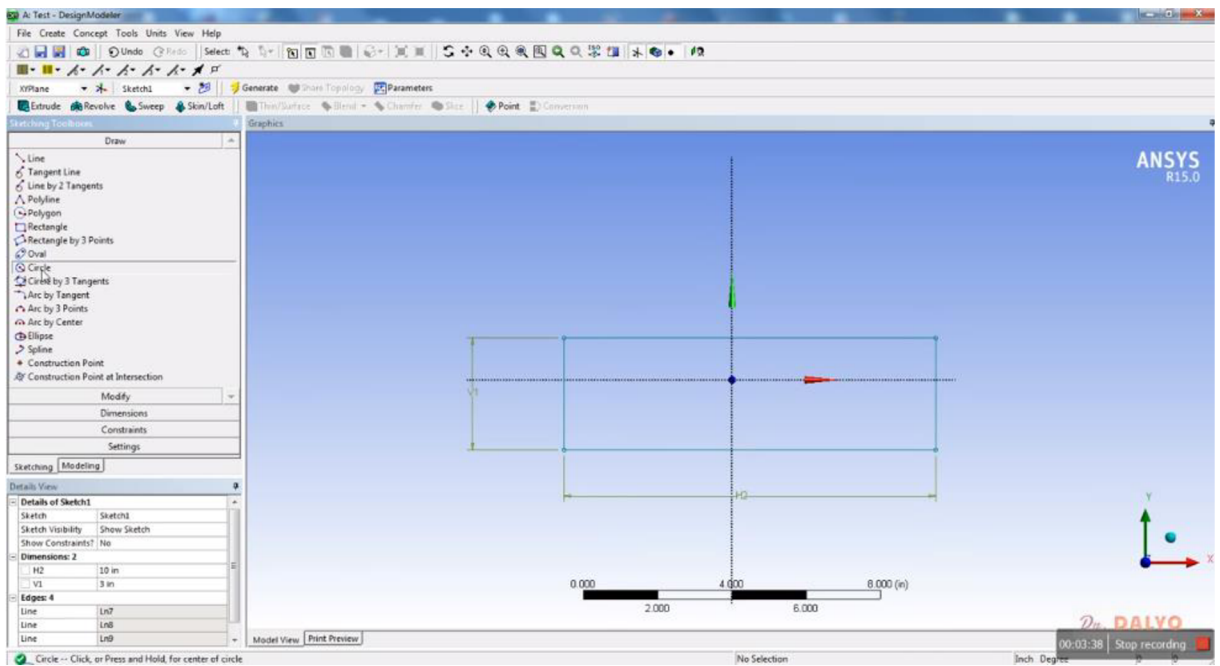 A: Test - DesignModeler
File Create Concept Tools Units View Help
Undo Redo Select:
XYPlane Sketch1 Generate Share Topology Parameters
Extrude Revolve Sweep Skin/Loft Thin/Surface Blend Chamfer Slice Point Conversion
Sketching Toolboxes
Draw
Line
Tangent Line
Line by 2 Tangents
Polyline
Polygon
Rectangle
Rectangle by 3 Points
Oval
Circle
Circle by 3 Tangents
Arc by Tangent
Arc by 3 Points
Arc by Center
Ellipse
Spline
Construction Point
Construction Point at Intersection
Modify
Dimensions
Constraints
Settings
Sketching Modeling
Details View
Details of Sketch1
Sketch Sketch1
Sketch Visibility Show Sketch
Show Constraints? No
Dimensions: 2
H2 10 in
V1 3 in
Edges: 4
Line Ln7
Line Ln8
Line Ln9
Graphics
ANSYS
R15.0
V1
H2
Y
X
0.000 4.000 8.000 (in)
2.000 6.000
Model View Print Preview
Dr. DALYO
00:03:38 Stop recording
Circle -- Click, or Press and Hold, for center of circle
No Selection
Inch Degree 0 0